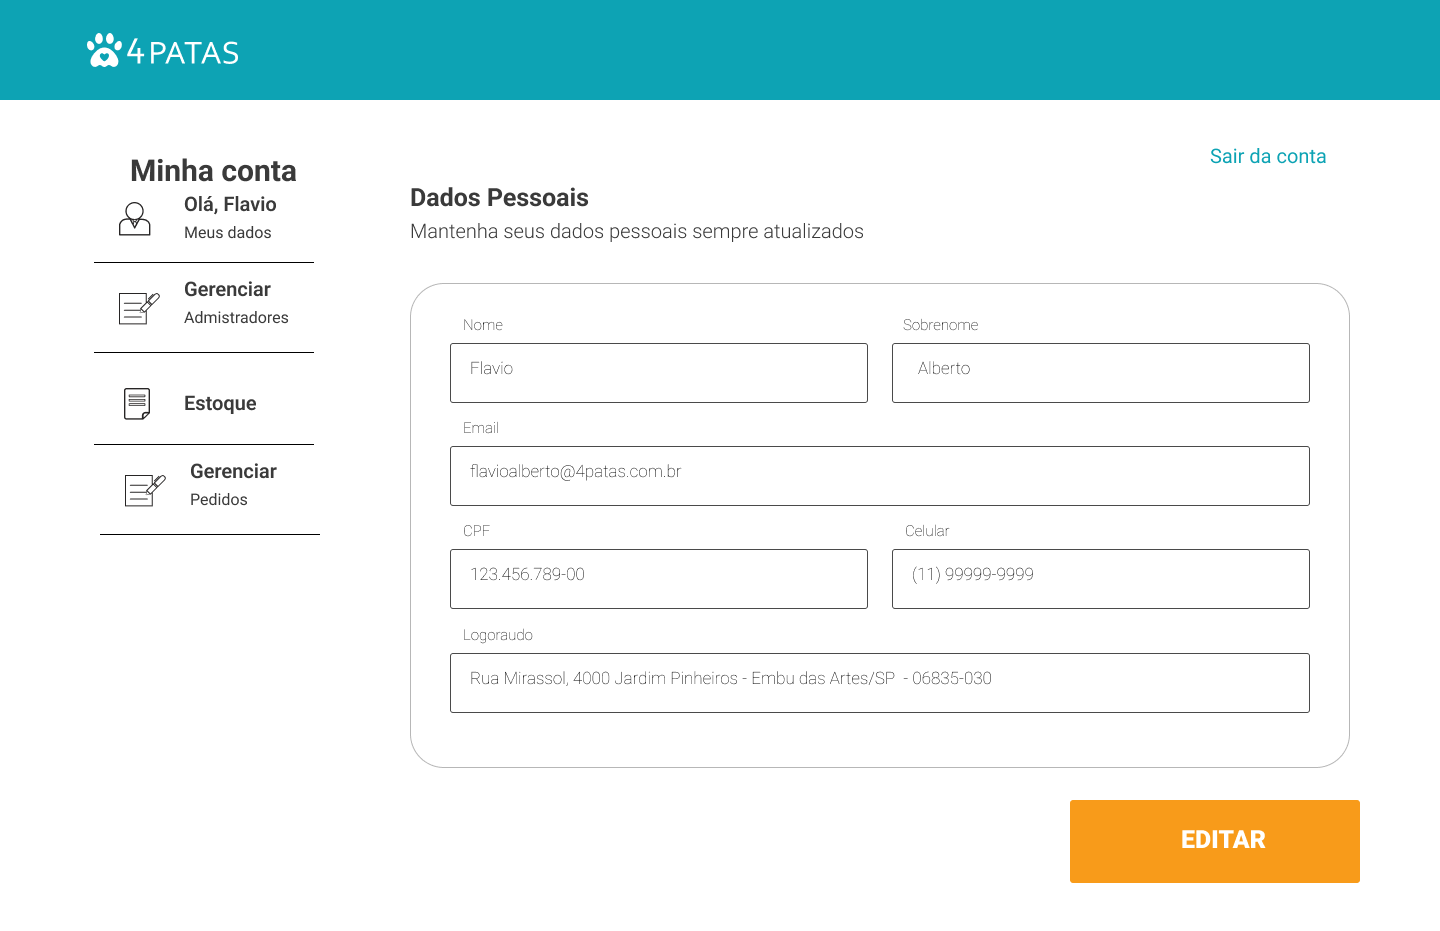 4PATAS
Minha conta
Olá, Flavio
Meus dados
Gerenciar
Admistradores
Estoque
Gerenciar
Pedidos
Sair da conta
Dados Pessoais
Mantenha seus dados pessoais sempre atualizados
Nome
Sobrenome
Flavio
Alberto
Email
flavioalberto@4patas.com.br
CPF
Celular
123.456.789-00
(11) 99999-9999
Logoraudo
Rua Mirassol, 4000 Jardim Pinheiros - Embu das Artes/SP  - 06835-030
EDITAR